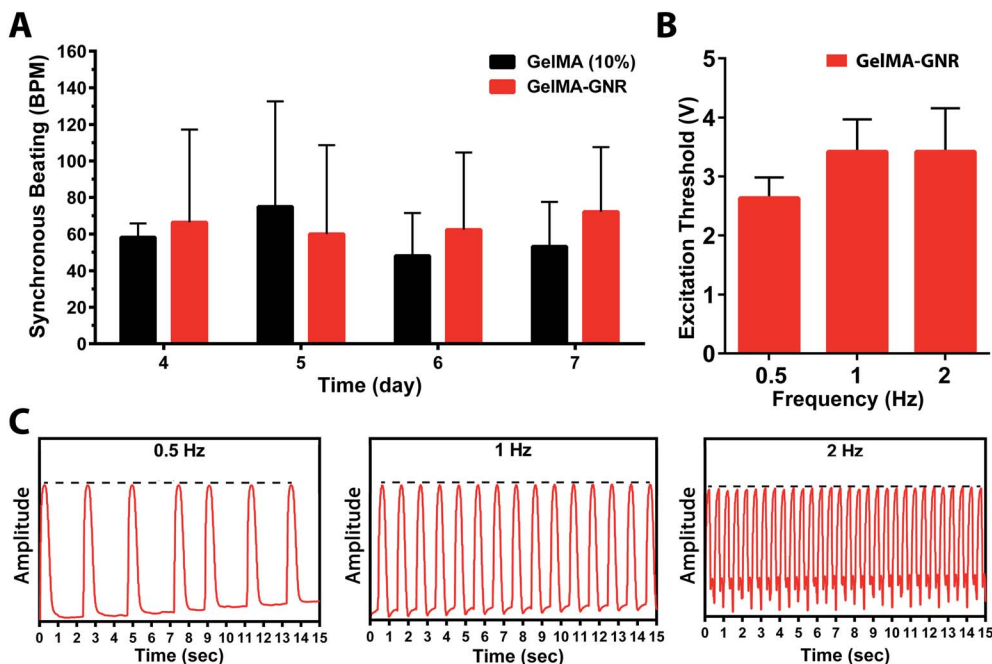 A
Synchronous Beating (BPM)
160
140
120
100
80
60
40
20
0
GelMA (10%)
GelMA-GNR
4 5 6 7
Time (day)
B
Excitation Threshold (V)
5
4
3
2
1
0
GelMA-GNR
0.5 1 2
Frequency (Hz)
C
0.5 Hz
Amplitude
0 1 2 3 4 5 6 7 8 9 10 11 12 13 14 15
Time (sec)
1 Hz
Amplitude
0 1 2 3 4 5 6 7 8 9 10 11 12 13 14 15
Time (sec)
2 Hz
Amplitude
0 1 2 3 4 5 6 7 8 9 10 11 12 13 14 15
Time (sec)